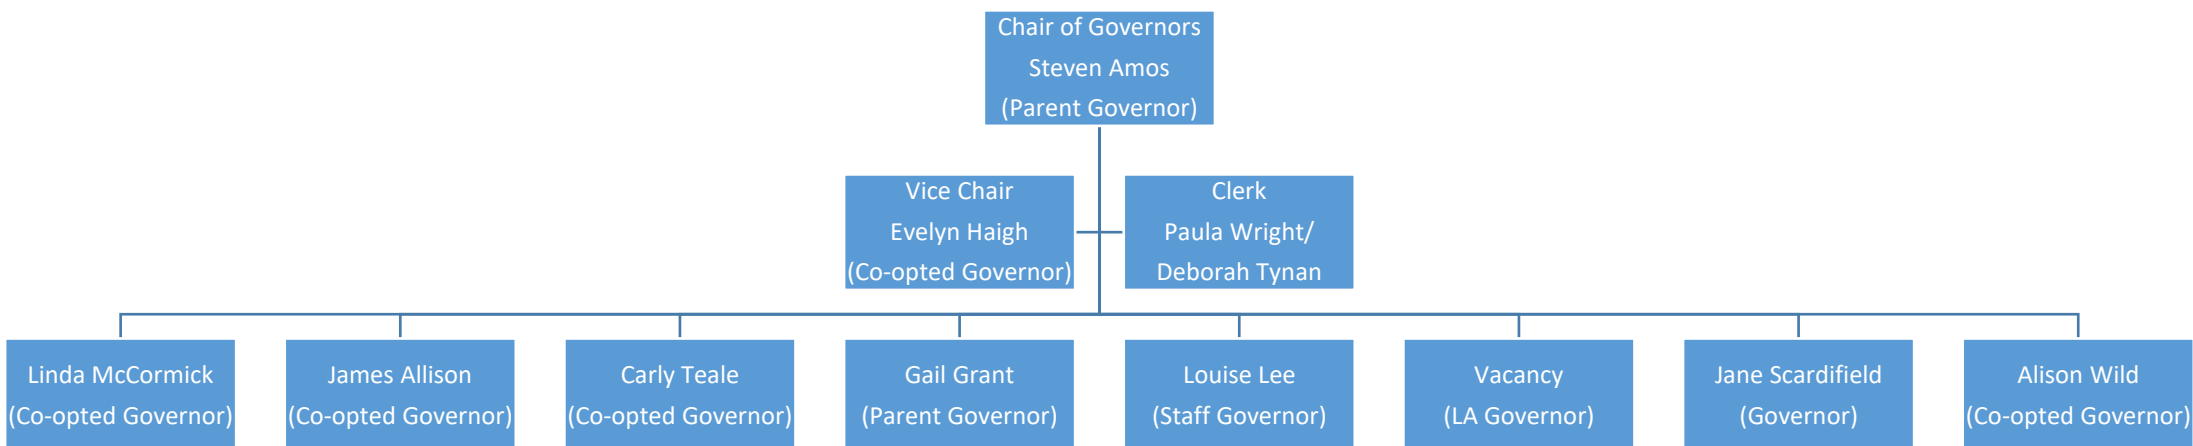 Chair of Governors
Steven Amos
(Parent Governor)
Vice Chair
Evelyn Haigh
(Co-opted Governor)
Clerk
Paula Wright/
Deborah Tynan
Linda McCormick
(Co-opted Governor)
James Allison
(Co-opted Governor)
Carly Teale
(Co-opted Governor)
Gail Grant
(Parent Governor)
Louise Lee
(Staff Governor)
Vacancy
(LA Governor)
Jane Scardifield
(Governor)
Alison Wild
(Co-opted Governor)